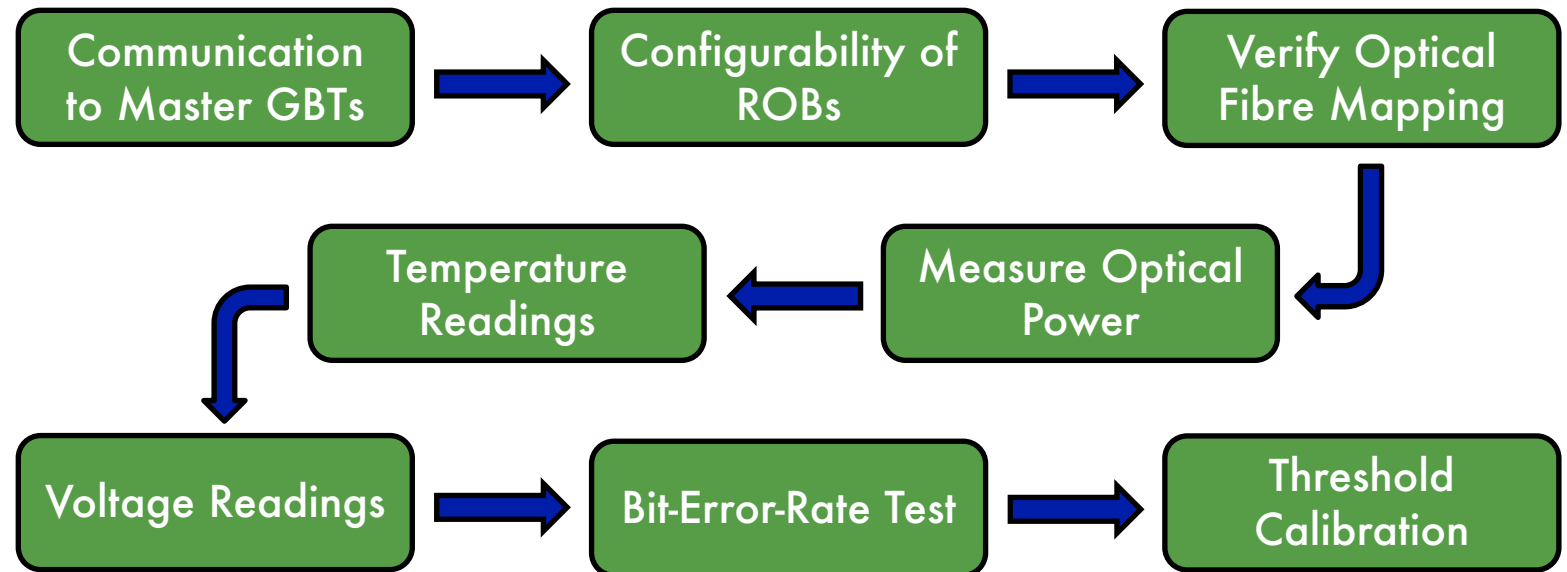 Communication
to Master GBTs
Configurability of
ROBs
Verify Optical
Fibre Mapping
Measure Optical
Power
Temperature
Readings
Voltage Readings
Bit-Error-Rate Test
Threshold
Calibration